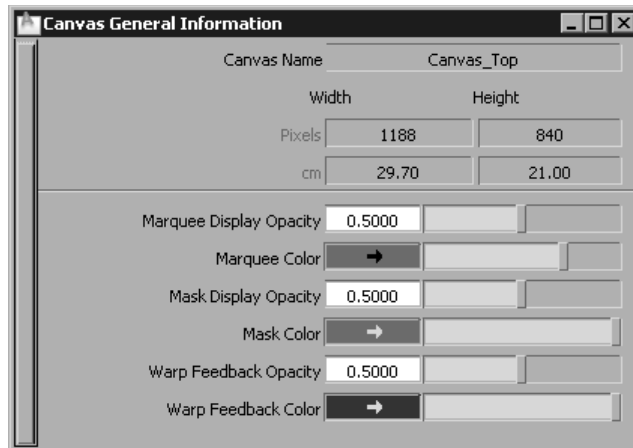 Canvas General Information
Canvas Name Canvas_Top
Width Height
Pixels 1188 840
cm 29.70 21.00
Marquee Display Opacity 0.5000
Marquee Color
Mask Display Opacity 0.5000
Mask Color
Warp Feedback Opacity 0.5000
Warp Feedback Color